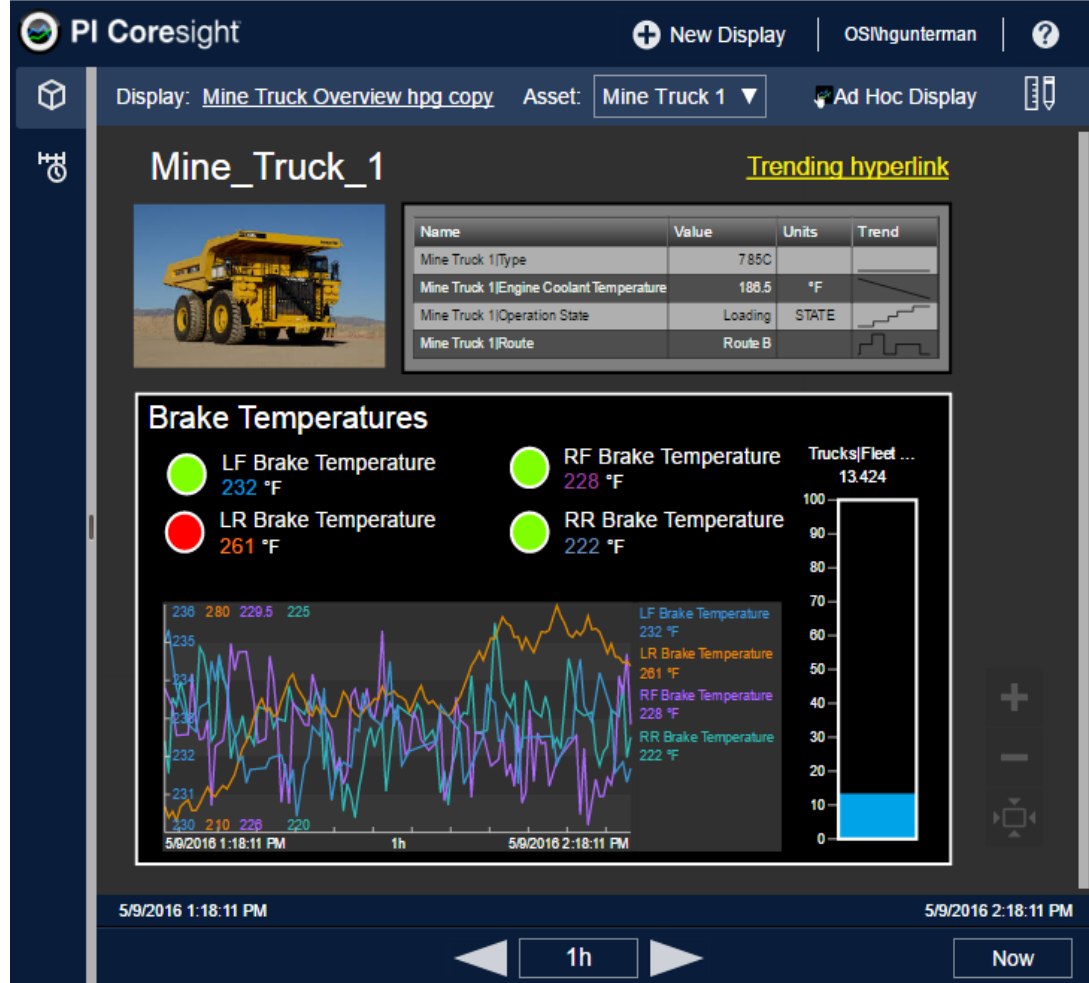 PI Coresight
New Display
OSI\hgunterman
?
Display: Mine Truck Overview hpg copy
Asset: Mine Truck 1 ▼
Ad Hoc Display
Mine_Truck_1
Trending hyperlink
Name Value Units Trend
Mine Truck 1|Type 785C
Mine Truck 1|Engine Coolant Temperature 186.5 °F
Mine Truck 1|Operation State Loading STATE
Mine Truck 1|Route Route B
Brake Temperatures
LF Brake Temperature
232 °F
RF Brake Temperature
228 °F
LR Brake Temperature
261 °F
RR Brake Temperature
222 °F
Trucks|Fleet ...
13.424
100
90
80
70
60
50
40
30
20
10
0
236 280 229.5 225
235
234
233
232
231
230 210 226 220
5/9/2016 1:18:11 PM 1h 5/9/2016 2:18:11 PM
LF Brake Temperature
232 °F
LR Brake Temperature
261 °F
RF Brake Temperature
228 °F
RR Brake Temperature
222 °F
5/9/2016 1:18:11 PM 5/9/2016 2:18:11 PM
1h
Now